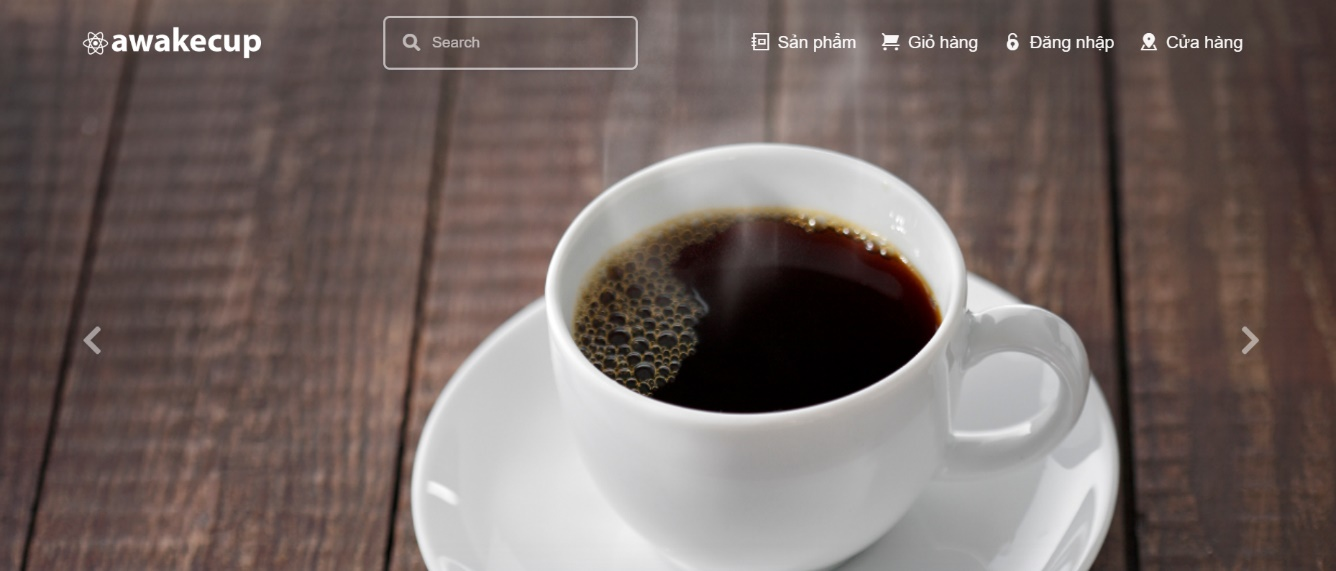 awakecup
Search
Sản phẩm
Giỏ hàng
Đăng nhập
Cửa hàng